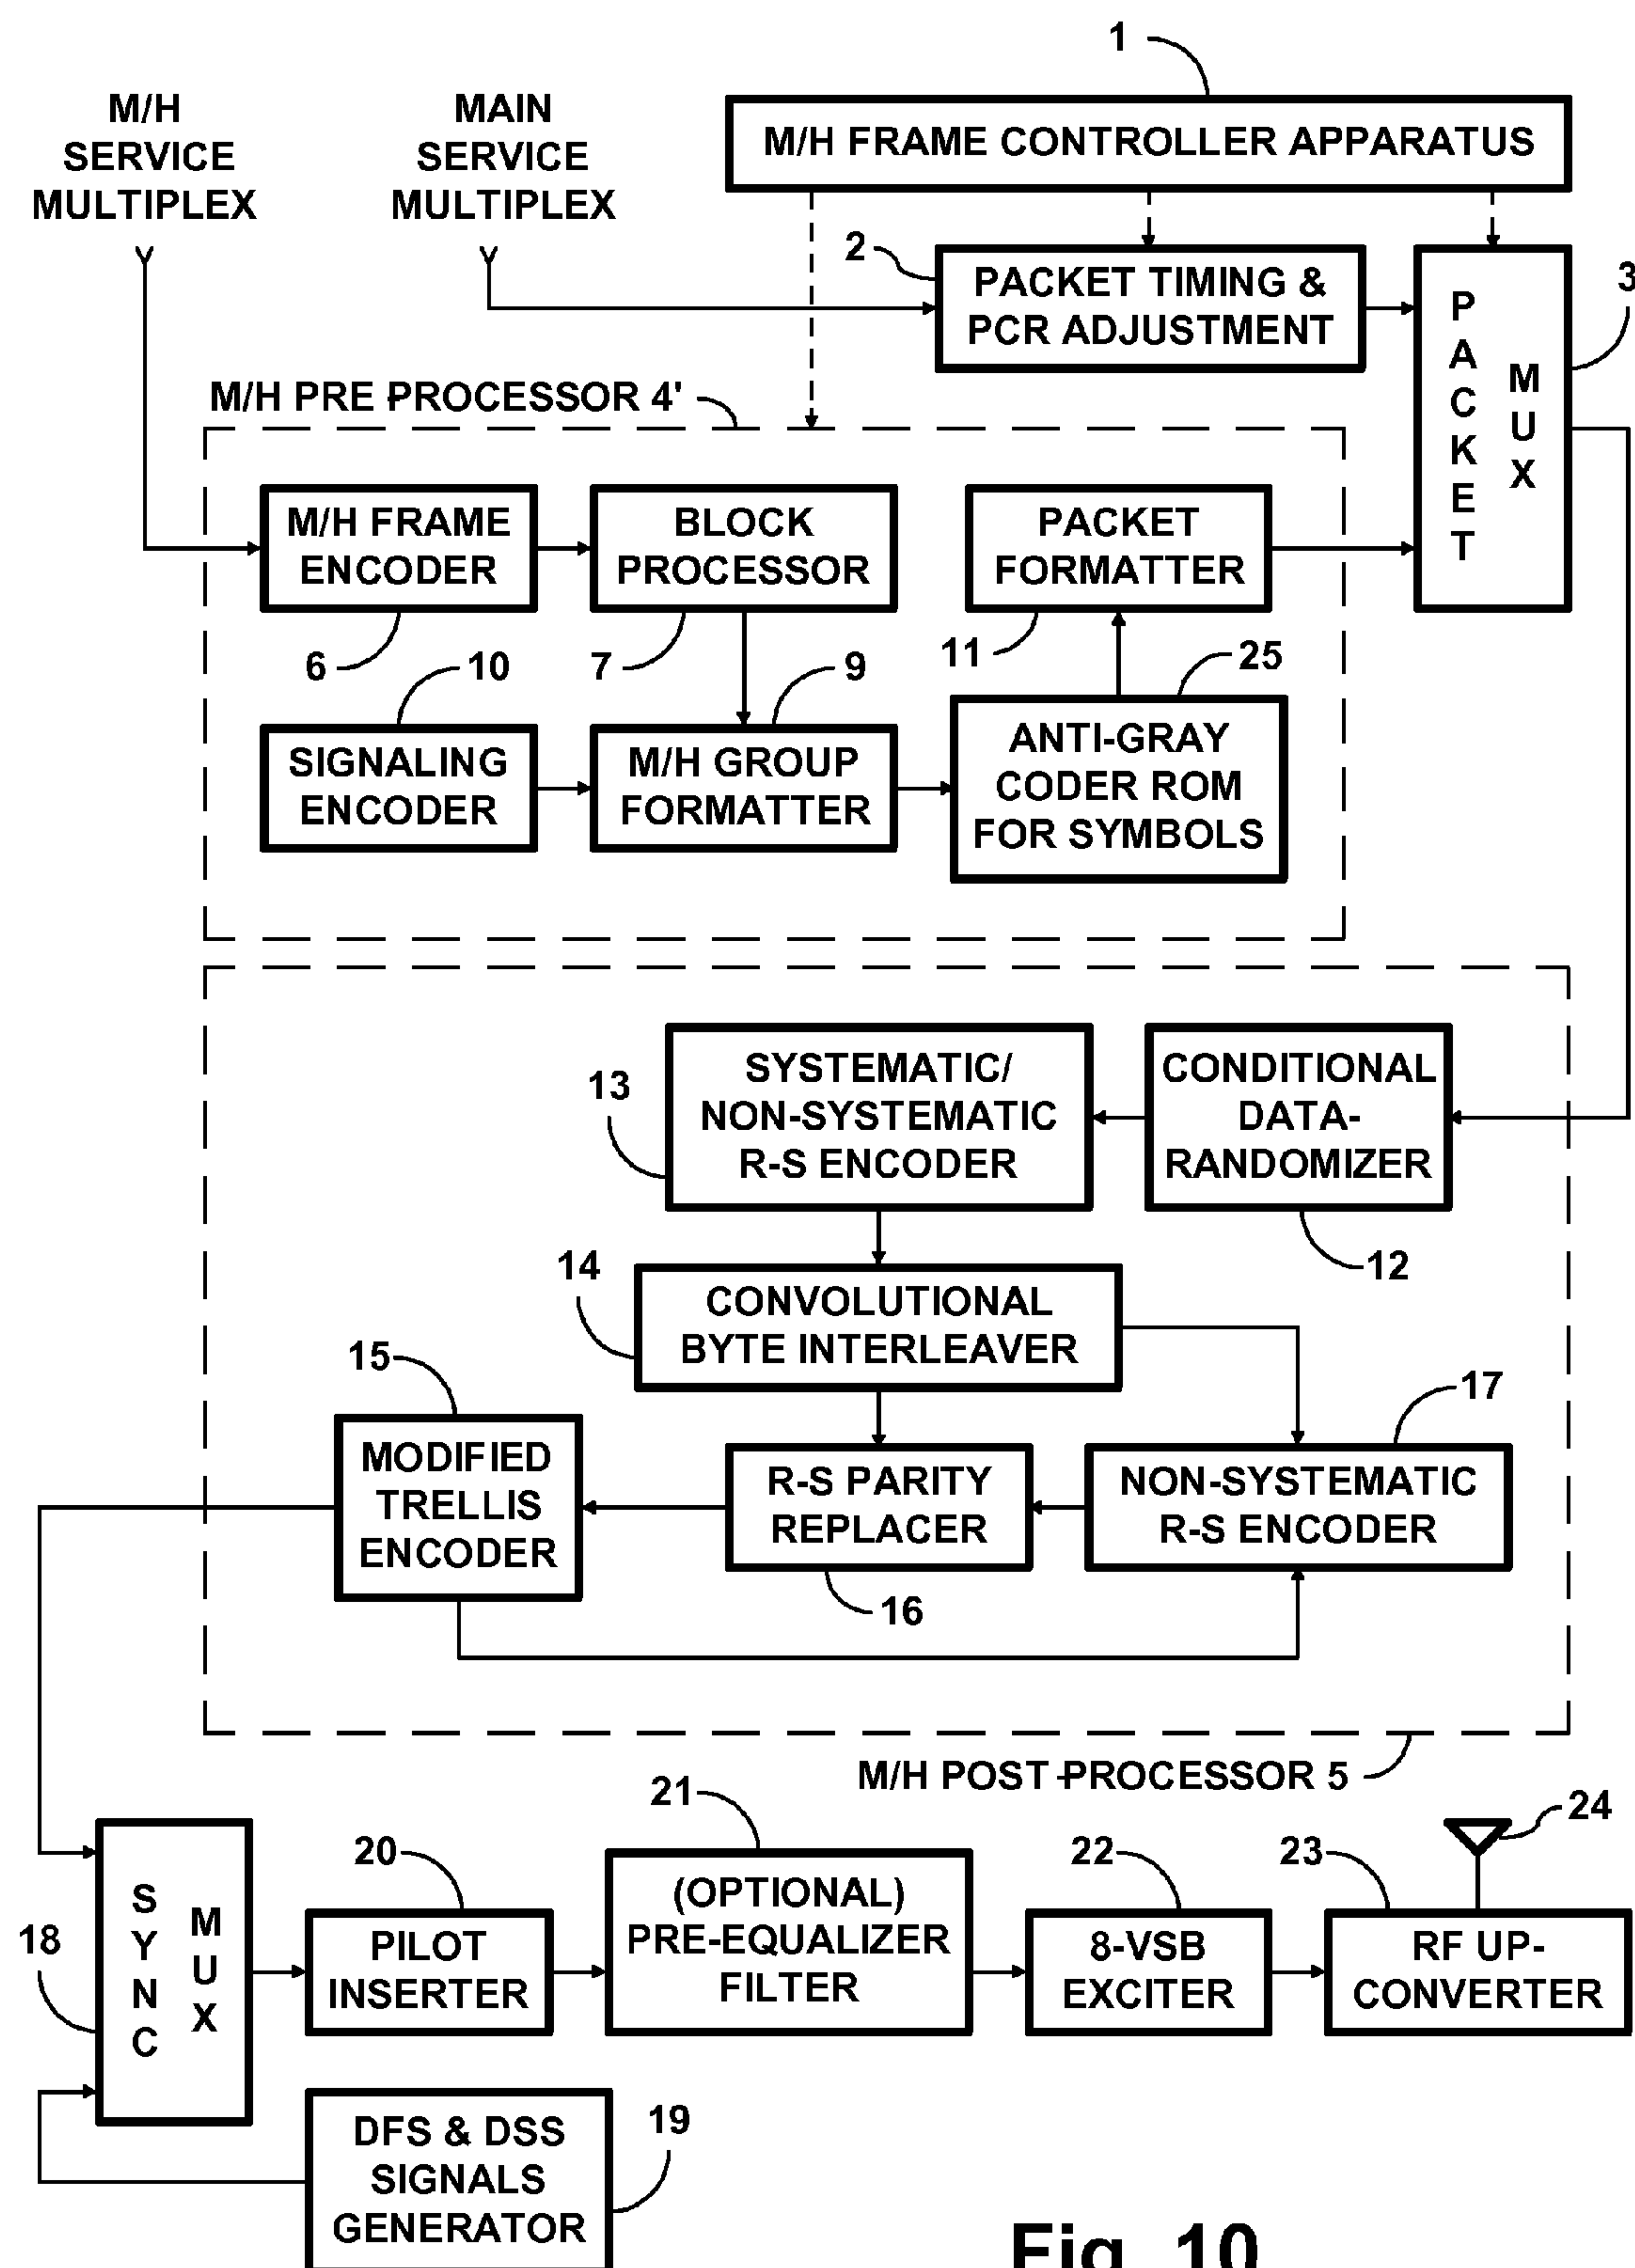 1
M/H
SERVICE
MULTIPLEX
MAIN
SERVICE
MULTIPLEX
M/H FRAME CONTROLLER APPARATUS
2
PACKET TIMING &
PCR ADJUSTMENT
3
PACKET
MUX
M/H PRE-PROCESSOR 4'
M/H FRAME
ENCODER
BLOCK
PROCESSOR
PACKET
FORMATTER
6
10
7
9
11
25
SIGNALING
ENCODER
M/H GROUP
FORMATTER
ANTI-GRAY
CODER ROM
FOR SYMBOLS
13
SYSTEMATIC/
NON-SYSTEMATIC
R-S ENCODER
CONDITIONAL
DATA-
RANDOMIZER
12
14
CONVOLUTIONAL
BYTE INTERLEAVER
15
17
MODIFIED
TRELLIS
ENCODER
R-S PARITY
REPLACER
NON-SYSTEMATIC
R-S ENCODER
16
M/H POST-PROCESSOR 5
18
SYNC
MUX
20
PILOT
INSERTER
21
(OPTIONAL)
PRE-EQUALIZER
FILTER
22
8-VSB
EXCITER
23
24
RF UP-
CONVERTER
DFS & DSS
SIGNALS
GENERATOR
19
Fig. 10